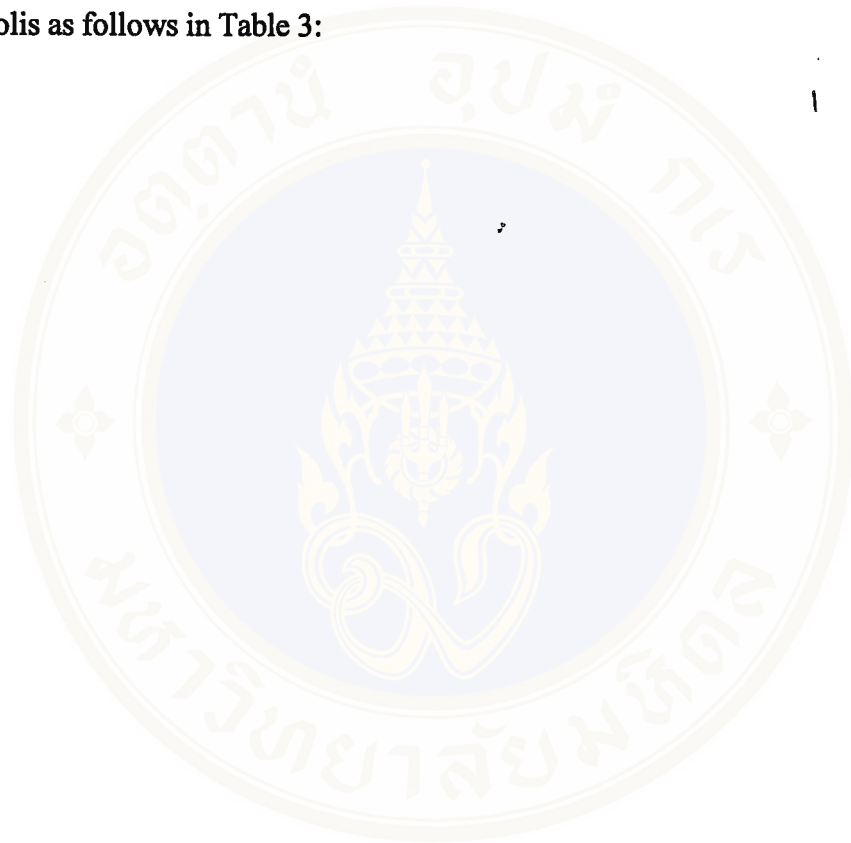 olis as follows in Table 3:
อตฺตานํ อุปมํ กเร
มหาวิทยาลัยมหิดล